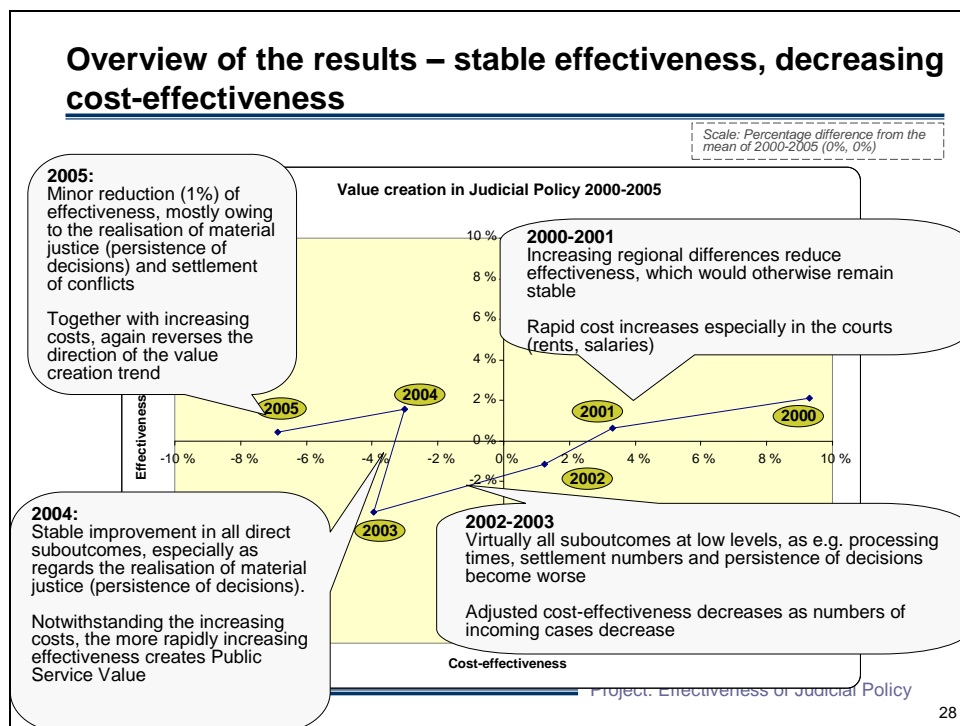 Overview of the results – stable effectiveness, decreasing
cost-effectiveness
Scale: Percentage difference from the
mean of 2000-2005 (0%, 0%)
Value creation in Judicial Policy 2000-2005
2005:
Minor reduction (1%) of
effectiveness, mostly owing
to the realisation of material
justice (persistence of
decisions) and settlement
of conflicts
Together with increasing
costs, again reverses the
direction of the value
creation trend
2000-2001
Increasing regional differences reduce
effectiveness, which would otherwise remain
stable
Rapid cost increases especially in the courts
(rents, salaries)
10 %
8 %
6 %
4 %
2 %
0 %
-2 %
-10 %
-8 %
-6 %
-4 %
-2 %
0 %
2 %
4 %
6 %
8 %
10 %
Effectiveness
2005
2004
2001
2000
2002
2003
2004:
Stable improvement in all direct
suboutcomes, especially as
regards the realisation of material
justice (persistence of decisions).
Notwithstanding the increasing
costs, the more rapidly increasing
effectiveness creates Public
Service Value
2002-2003
Virtually all suboutcomes at low levels, as e.g. processing
times, settlement numbers and persistence of decisions
become worse
Adjusted cost-effectiveness decreases as numbers of
incoming cases decrease
Cost-effectiveness
Project: Effectiveness of Judicial Policy
28